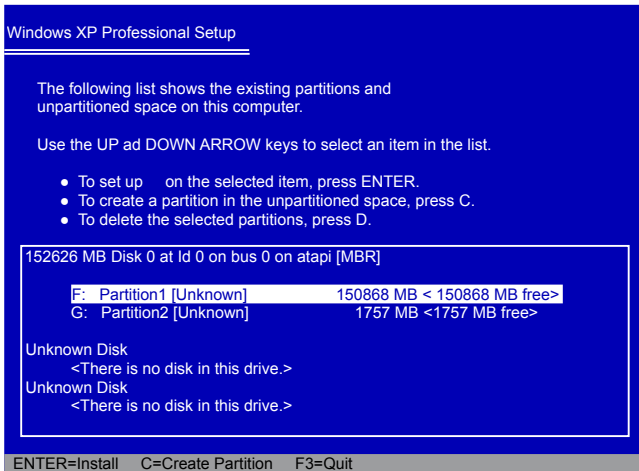 Windows XP Professional Setup
The following list shows the existing partitions and
unpartitioned space on this computer.
Use the UP ad DOWN ARROW keys to select an item in the list.
● To set up on the selected item, press ENTER.
● To create a partition in the unpartitioned space, press C.
● To delete the selected partitions, press D.
152626 MB Disk 0 at Id 0 on bus 0 on atapi [MBR]
F: Partition1 [Unknown] 150868 MB < 150868 MB free>
G: Partition2 [Unknown] 1757 MB <1757 MB free>
Unknown Disk
<There is no disk in this drive.>
Unknown Disk
<There is no disk in this drive.>
ENTER=Install C=Create Partition F3=Quit